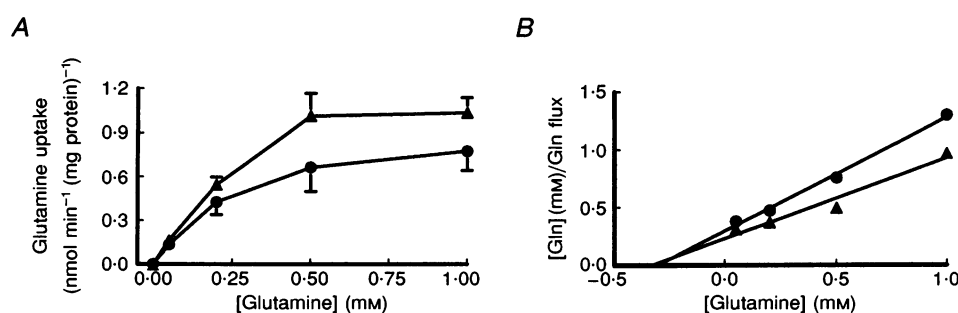 A
Glutamine uptake
(nmol min⁻¹ (mg protein)⁻¹)
1·2
0·9
0·6
0·3
0·0
0·00
0·25
0·50
0·75
1·00
[Glutamine] (mM)
B
[Gln] (mM)/Gln flux
1·5
1·0
0·5
0·0
−0·5
0·0
0·5
1·0
[Glutamine] (mM)